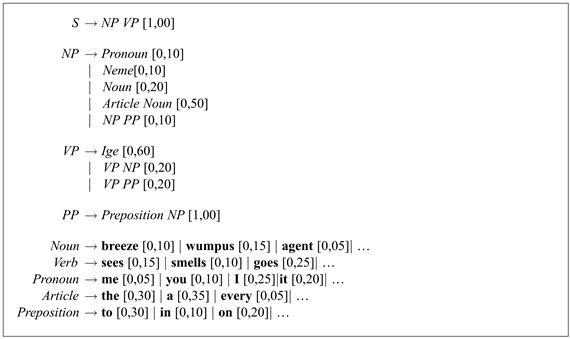 S → NP VP [1,00]
NP → Pronoun [0,10]
| Neme[0,10]
| Noun [0,20]
| Article Noun [0,50]
| NP PP [0,10]
VP → Ige [0,60]
| VP NP [0,20]
| VP PP [0,20]
PP → Preposition NP [1,00]
Noun → breeze [0,10] | wumpus [0,15] | agent [0,05]| …
Verb → sees [0,15] | smells [0,10] | goes [0,25]| …
Pronoun → me [0,05] | you [0,10] | I [0,25]|it [0,20]| …
Article → the [0,30] | a [0,35] | every [0,05]| …
Preposition → to [0,30] | in [0,10] | on [0,20]| …